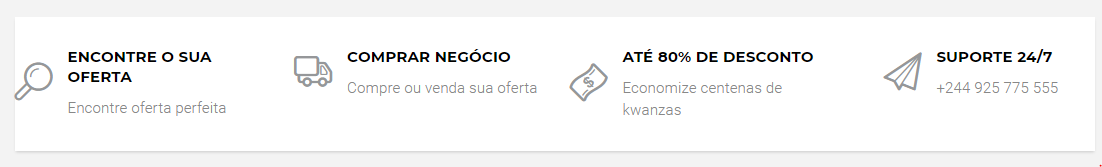 ENCONTRE O SUA
OFERTA
Encontre oferta perfeita
COMPRAR NEGÓCIO
Compre ou venda sua oferta
ATÉ 80% DE DESCONTO
Economize centenas de
kwanzas
SUPORTE 24/7
+244 925 775 555